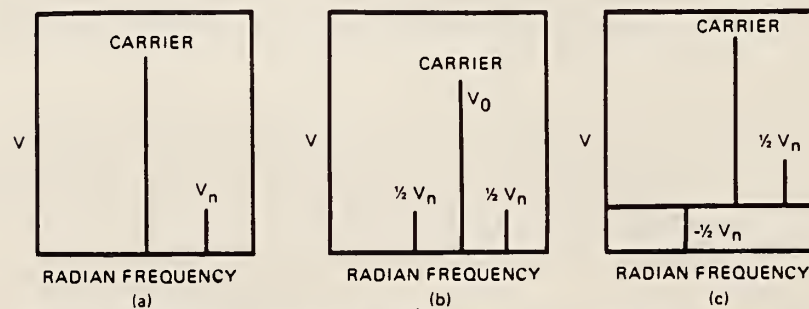 CARRIER
V
Vn
RADIAN FREQUENCY
(a)
CARRIER
V0
V
½ Vn
½ Vn
RADIAN FREQUENCY
(b)
CARRIER
V
½ Vn
-½ Vn
RADIAN FREQUENCY
(c)